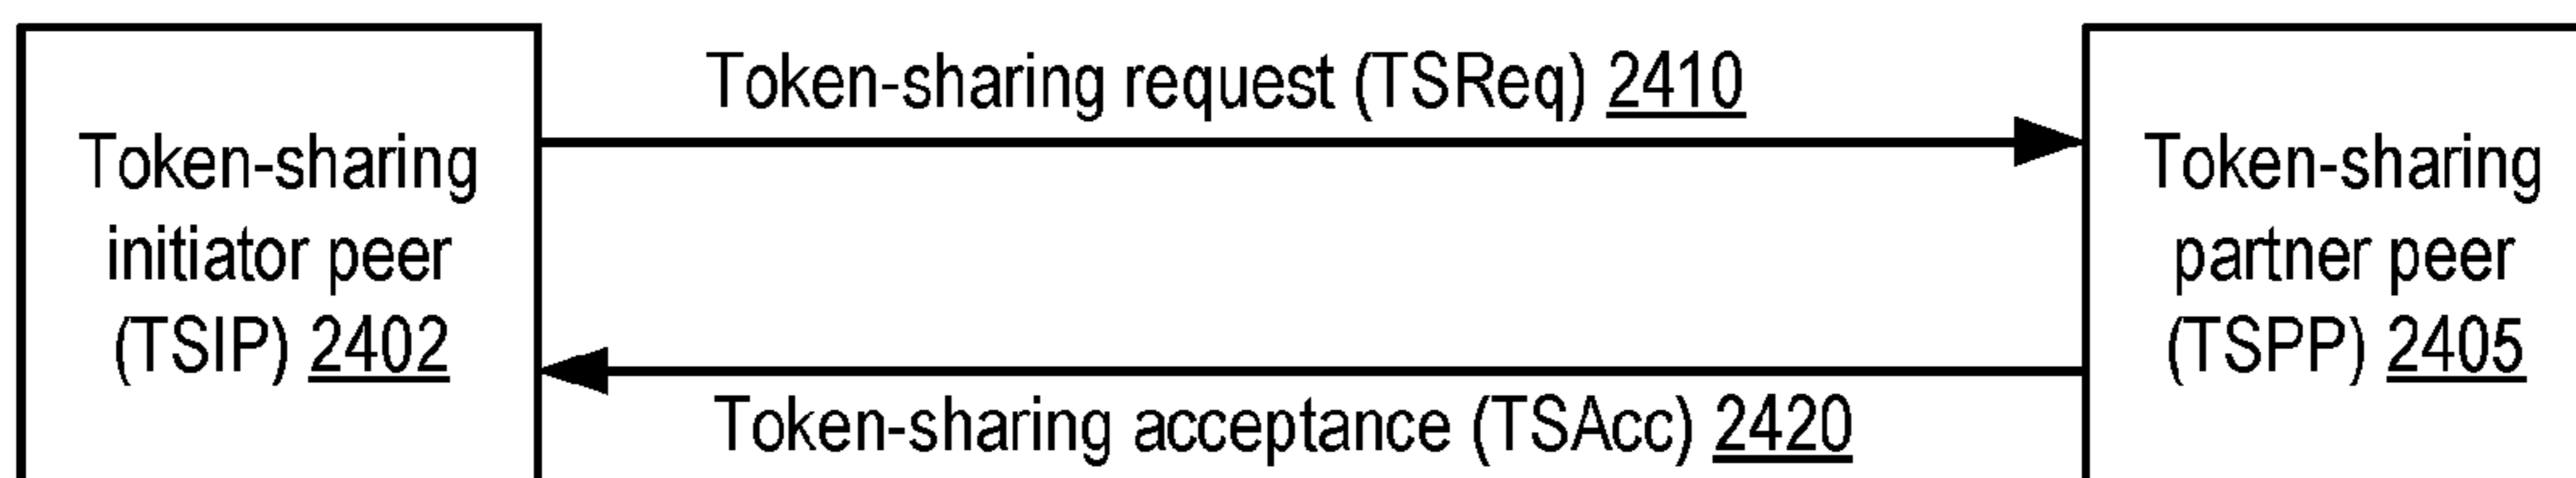 Token-sharing
initiator peer
(TSIP) 2402
Token-sharing request (TSReq) 2410
Token-sharing acceptance (TSAcc) 2420
Token-sharing
partner peer
(TSPP) 2405